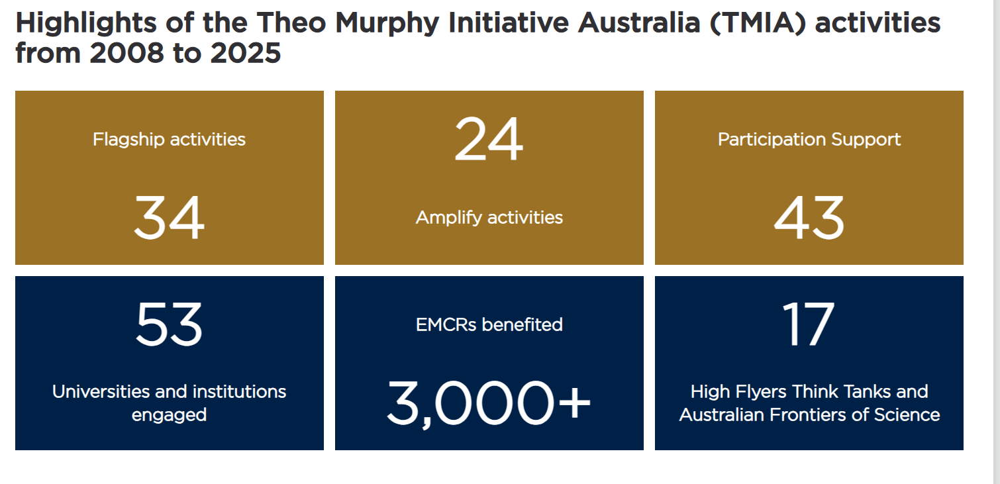 Highlights of the Theo Murphy Initiative Australia (TMIA) activities
from 2008 to 2025
Flagship activities
34
24
Amplify activities
Participation Support
43
53
Universities and institutions
engaged
EMCRs benefited
3,000+
17
High Flyers Think Tanks and
Australian Frontiers of Science